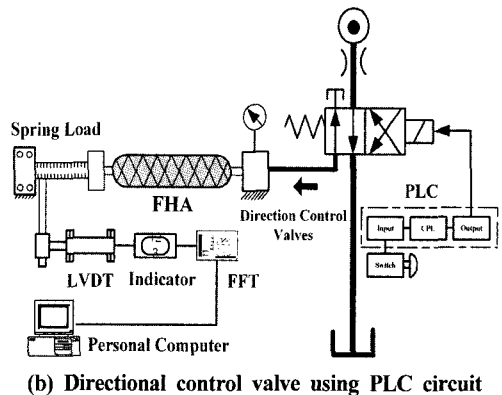 Spring Load
FHA
Direction Control
Valves
PLC
Input
Output
Switch
LVDT
Indicator
FFT
Personal Computer
(b) Directional control valve using PLC circuit